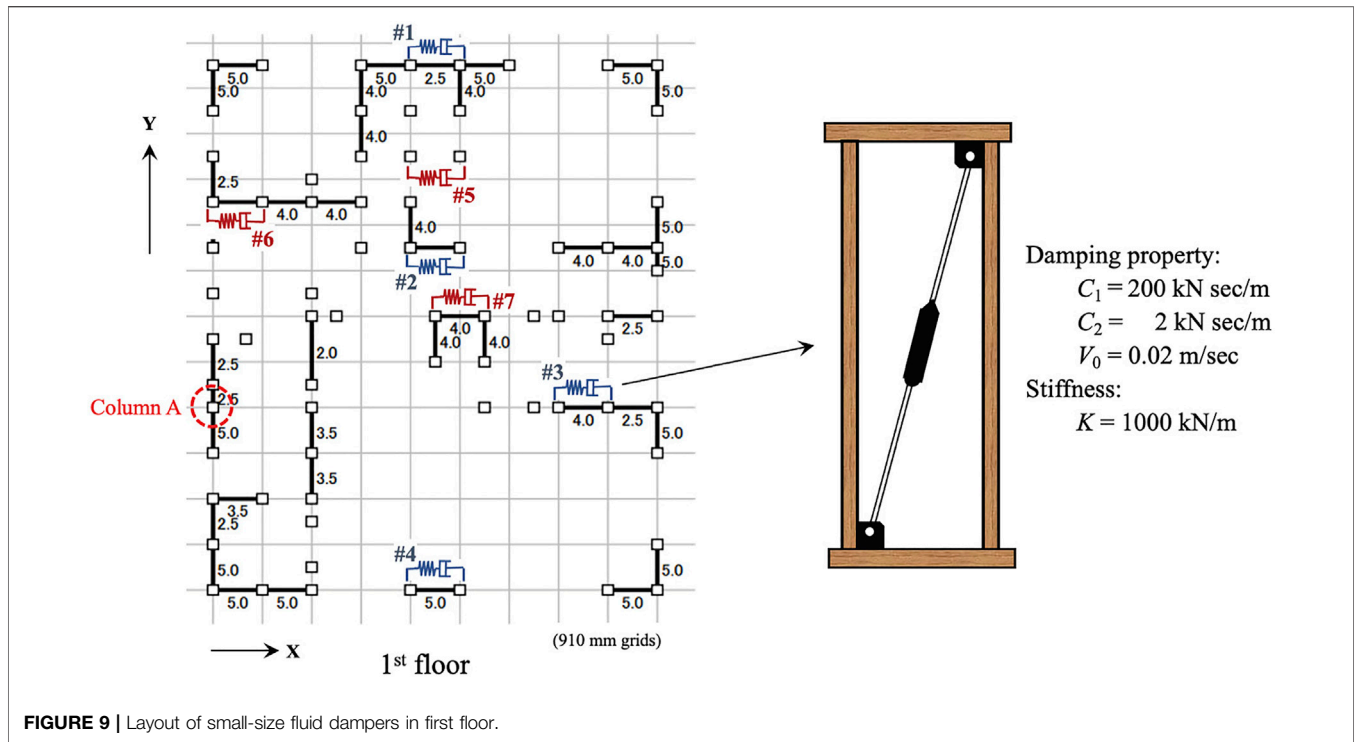 #1
5.0 5.0 2.5 5.0 5.0
5.0 4.0 4.0 5.0
Y
4.0
2.5
#5
4.0 4.0 5.0
#6 4.0
4.0 4.0 5.0
#2
#7
4.0 2.5
2.0 4.0 4.0
2.5
#3
2.5
Column A
4.0 2.5
5.0 3.5 5.0
3.5
3.5
2.5
#4
5.0 5.0
5.0 5.0 5.0 5.0
(910 mm grids)
X
1st floor
Damping property:
C1 = 200 kN sec/m
C2 = 2 kN sec/m
V0 = 0.02 m/sec
Stiffness:
K = 1000 kN/m
FIGURE 9 | Layout of small-size fluid dampers in first floor.